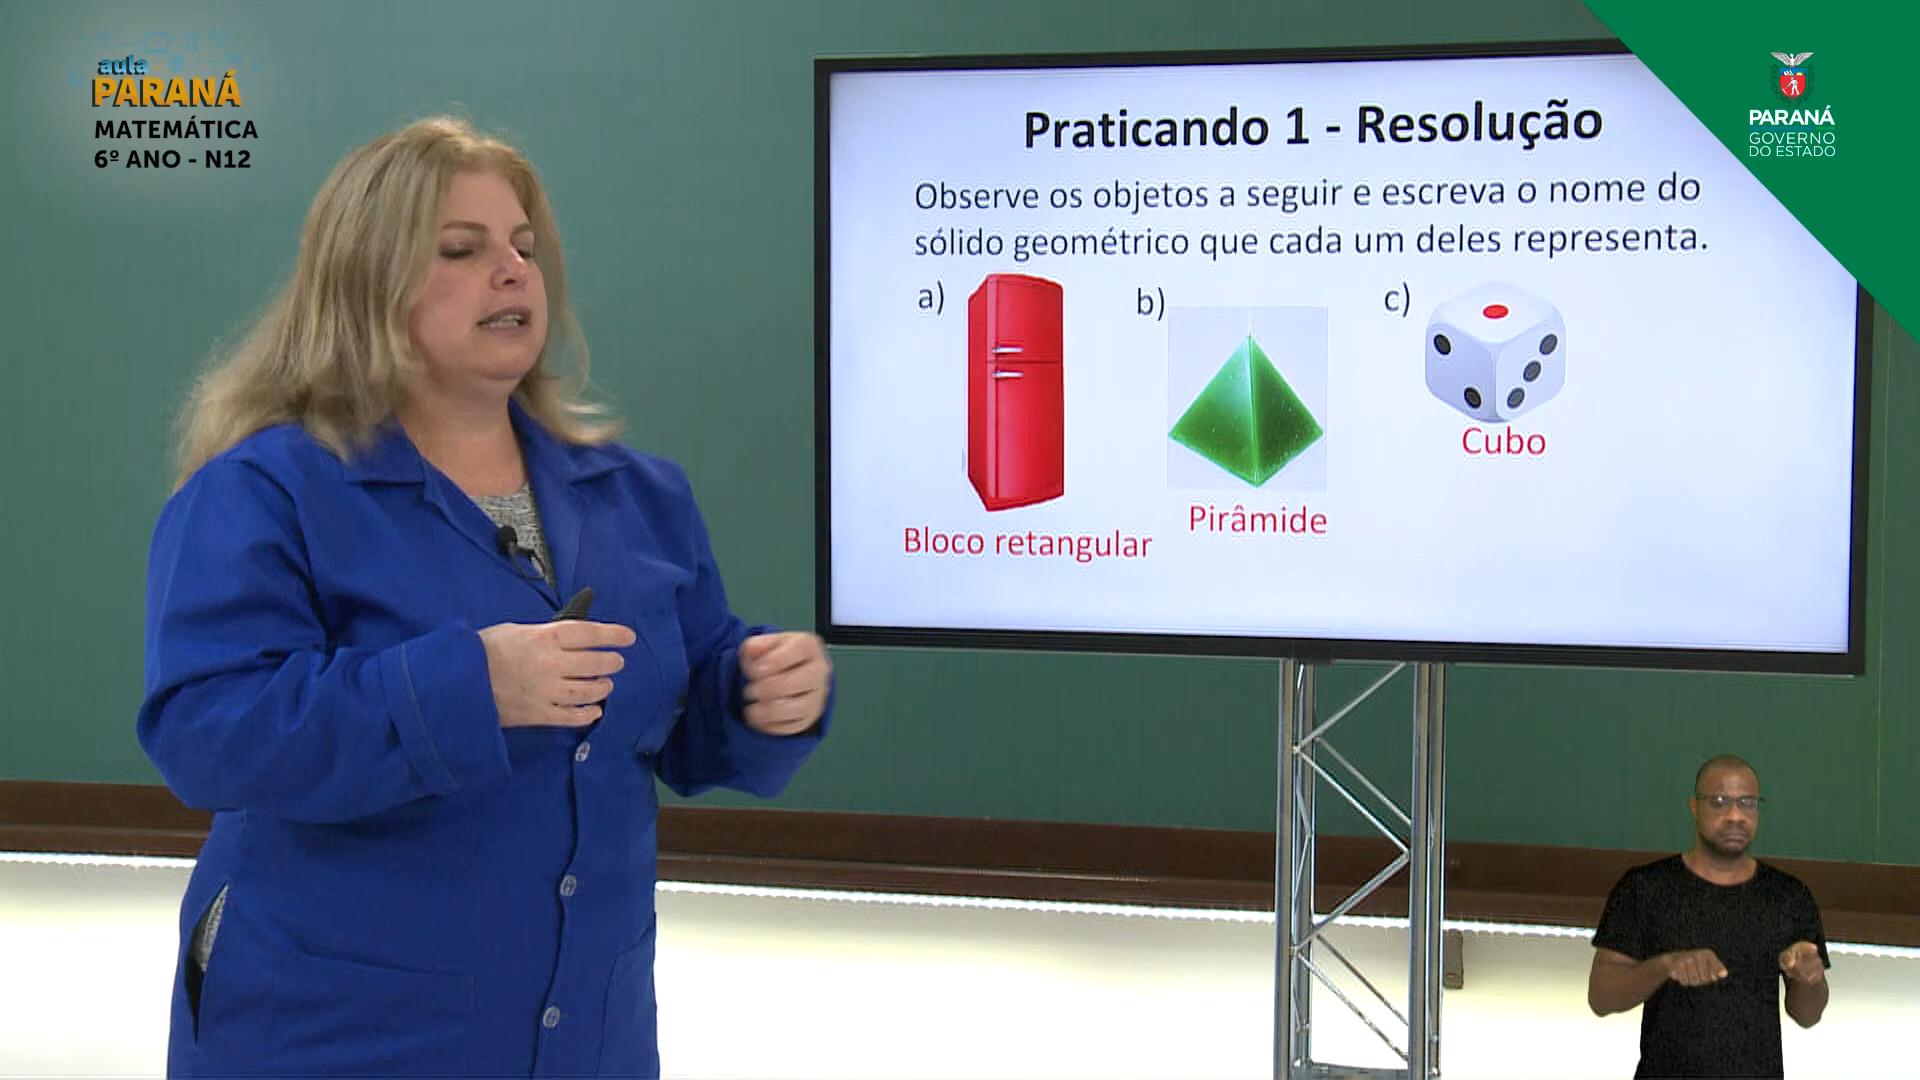 aula
PARANÁ
MATEMÁTICA
6º ANO - N12
PARANÁ
GOVERNO
DO ESTADO
Praticando 1 - Resolução
Observe os objetos a seguir e escreva o nome do
sólido geométrico que cada um deles representa.
a)
b)
c)
Cubo
Pirâmide
Bloco retangular